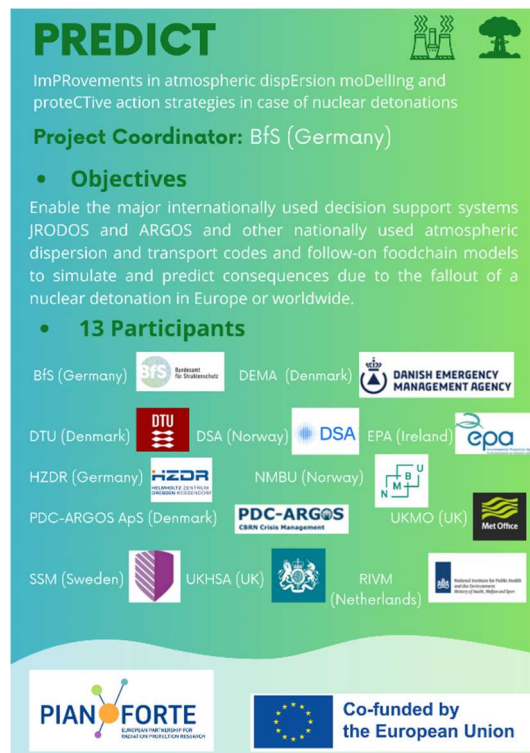 PREDICT
ImPRovements in atmospheric dispErsion moDellIng and
proteCTive action strategies in case of nuclear detonations
Project Coordinator: BfS (Germany)
• Objectives
Enable the major internationally used decision support systems
JRODOS and ARGOS and other nationally used atmospheric
dispersion and transport codes and follow-on foodchain models
to simulate and predict consequences due to the fallout of a
nuclear detonation in Europe or worldwide.
• 13 Participants
BfS (Germany)
BfS Bundesamt
für Strahlenschutz
DEMA (Denmark)
DANISH EMERGENCY
MANAGEMENT AGENCY
DTU (Denmark)
DTU
DSA (Norway)
DSA
EPA (Ireland)
epa
HZDR (Germany)
HZDR
HELMHOLTZ ZENTRUM
DRESDEN ROSSENDORF
NMBU (Norway)
N M B U
PDC-ARGOS ApS (Denmark)
PDC-ARGOS
CBRN Crisis Management
UKMO (UK)
Met Office
SSM (Sweden)
UKHSA (UK)
RIVM
(Netherlands)
National Institute for Public Health
and the Environment
Ministry of Health, Welfare and Sport
PIANOFORTE
EUROPEAN PARTNERSHIP FOR
RADIATION PROTECTION RESEARCH
Co-funded by
the European Union